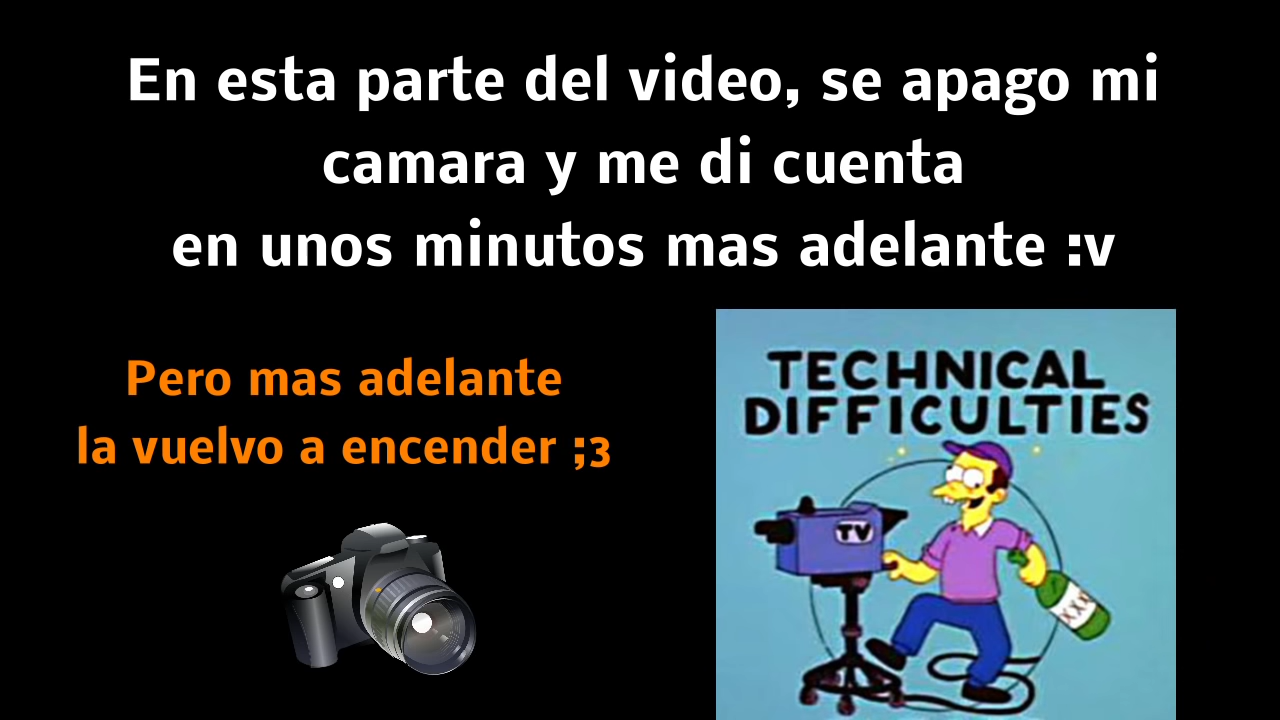 En esta parte del video, se apago mi
camara y me di cuenta
en unos minutos mas adelante :v
Pero mas adelante
la vuelvo a encender ;3
TECHNICAL
DIFFICULTIES
TV
XXX